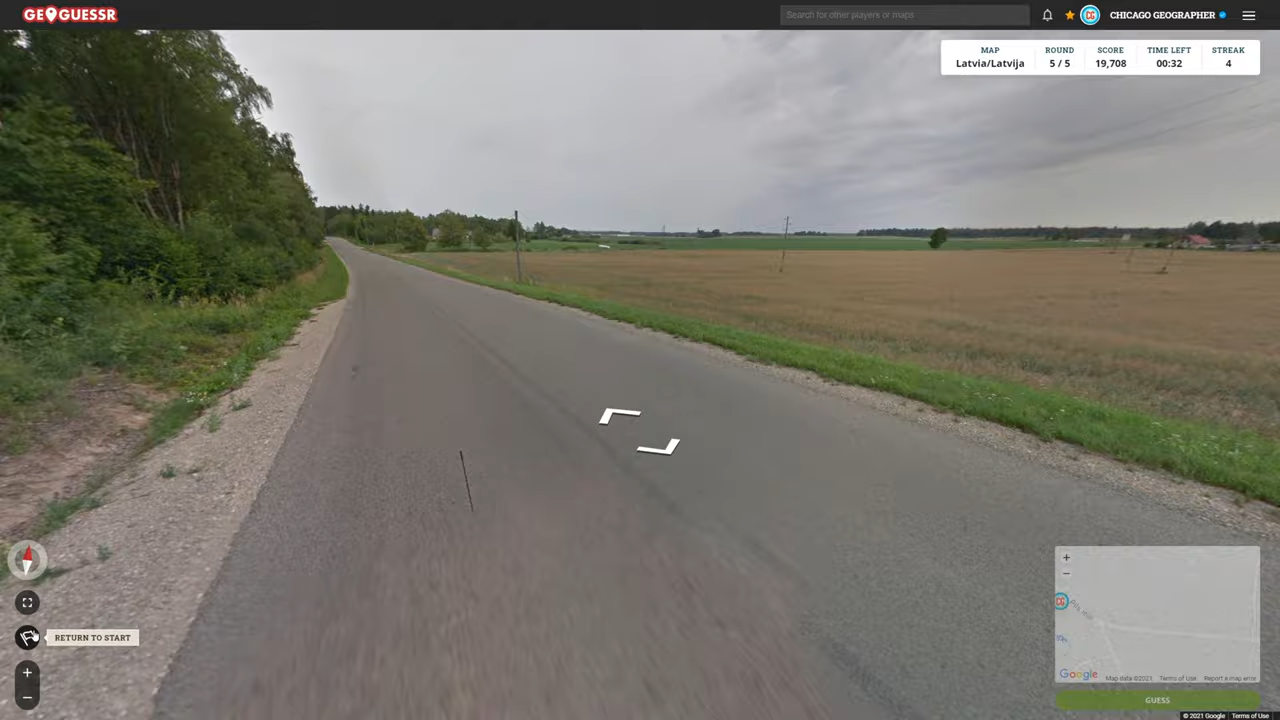 GEOGUESSR
Search for other players or maps
CHICAGO GEOGRAPHER
MAP
ROUND
SCORE
TIME LEFT
STREAK
Latvia/Latvija
5 / 5
19,708
00:32
4
RETURN TO START
CG
Google
Map data ©2021
Terms of Use
Report a map error
GUESS
© 2021 Google
Terms of Use